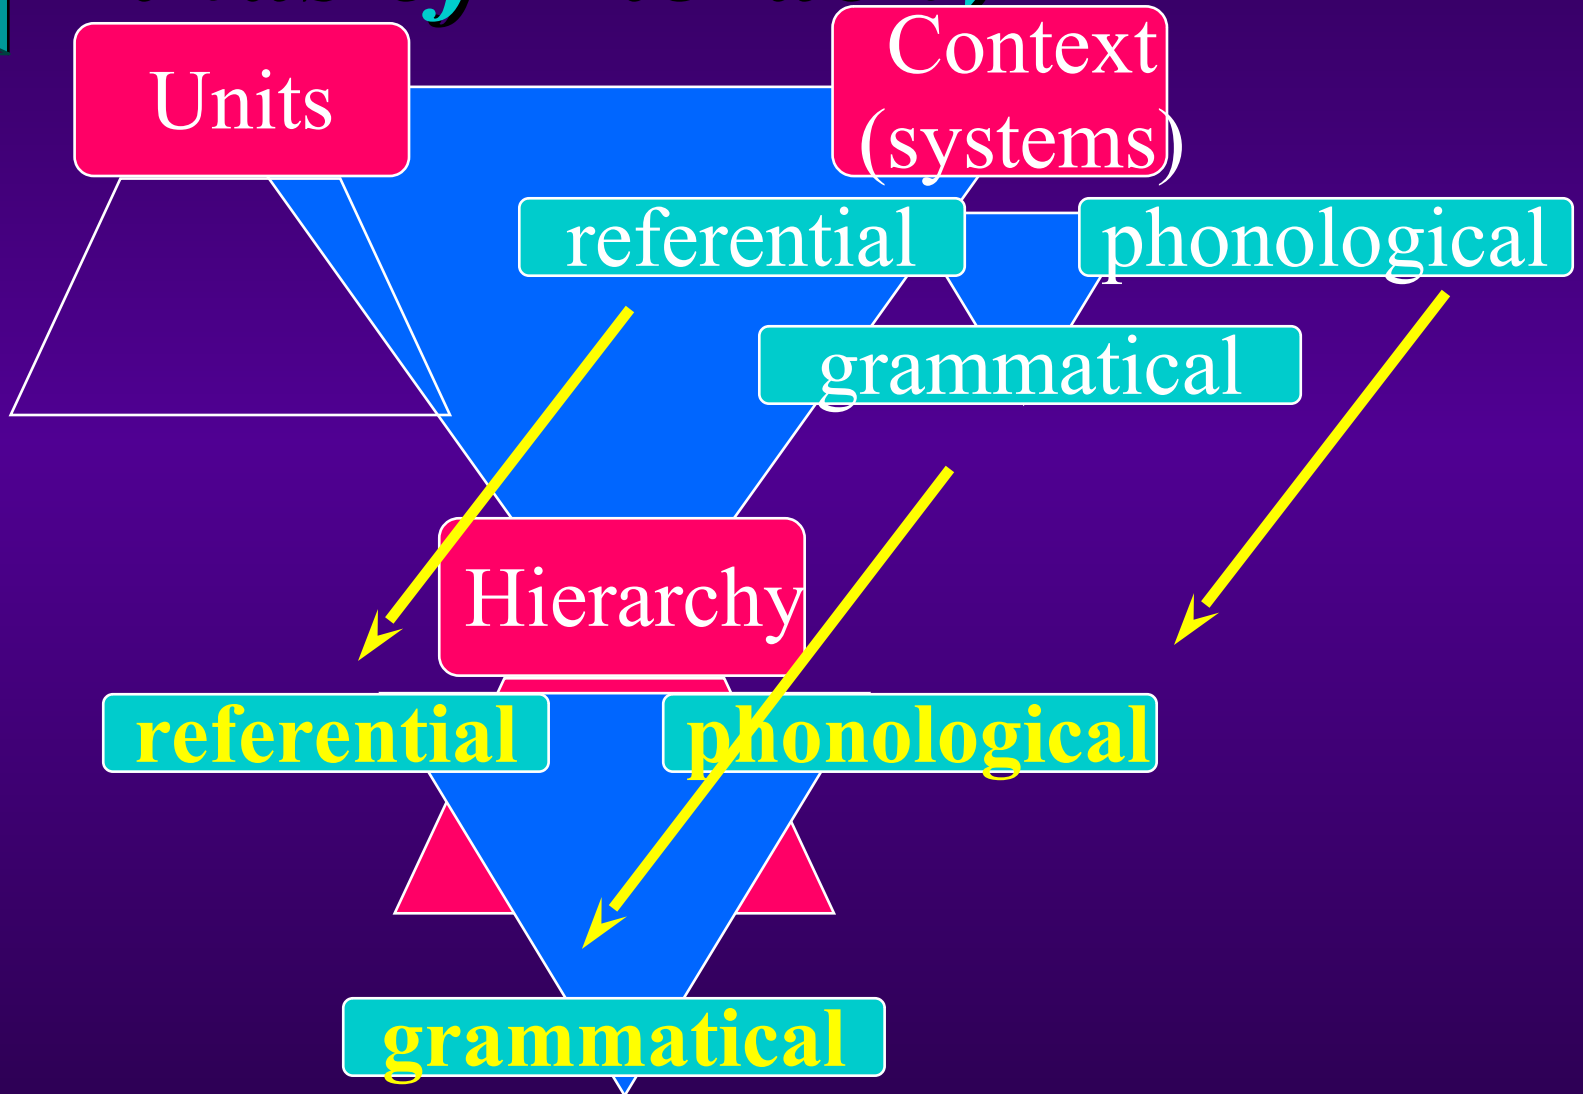 Units
Context
(systems)
referential
phonological
grammatical
Hierarchy
referential
phonological
grammatical